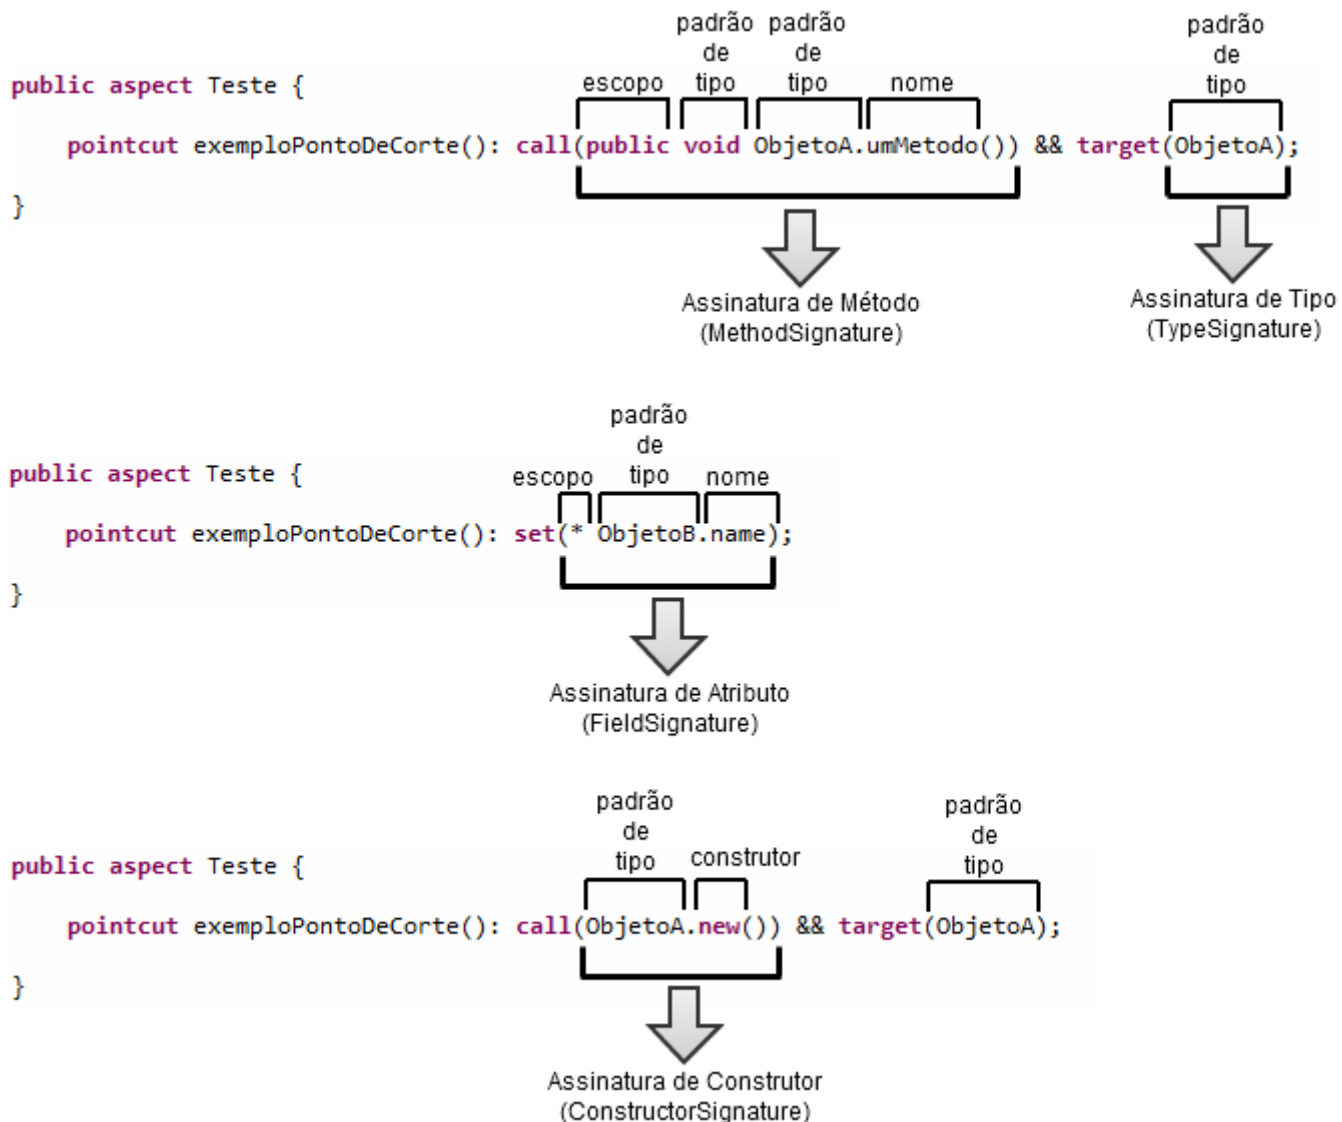 padrão padrão padrão
de de de
escopo tipo tipo nome tipo
public aspect Teste {
pointcut exemploPontoDeCorte(): call(public void ObjetoA.umMetodo()) && target(ObjetoA);
}
Assinatura de Método Assinatura de Tipo
(MethodSignature) (TypeSignature)
padrão
de
escopo tipo nome
public aspect Teste {
pointcut exemploPontoDeCorte(): set(* ObjetoB.name);
}
Assinatura de Atributo
(FieldSignature)
padrão padrão
de de
tipo construtor tipo
public aspect Teste {
pointcut exemploPontoDeCorte(): call(ObjetoA.new()) && target(ObjetoA);
}
Assinatura de Construtor
(ConstructorSignature)